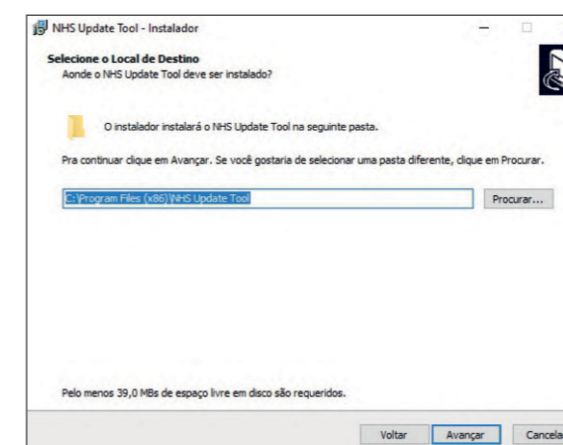 NHS Update Tool - Instalador
Selecione o Local de Destino
Aonde o NHS Update Tool deve ser instalado?
O instalador instalará o NHS Update Tool na seguinte pasta.
Pra continuar clique em Avançar. Se você gostaria de selecionar uma pasta diferente, clique em Procurar.
C:\Program Files (x86)\NHS Update Tool
Procurar...
Pelo menos 39,0 MBs de espaço livre em disco são requeridos.
Voltar Avançar Cancela